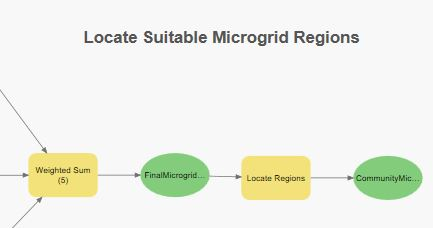 Locate Suitable Microgrid Regions
Weighted Sum
(5)
FinalMicrogrid...
Locate Regions
CommunityMic...